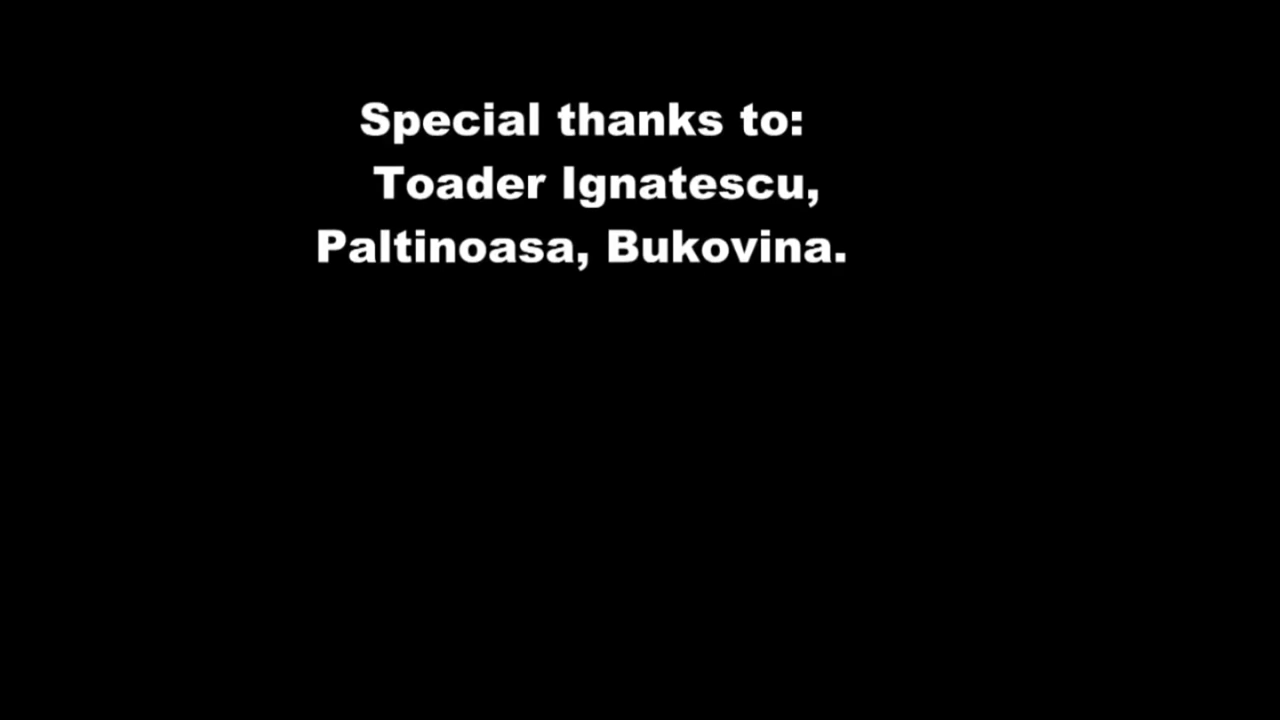 Special thanks to:
Toader Ignatescu,
Paltinoasa, Bukovina.